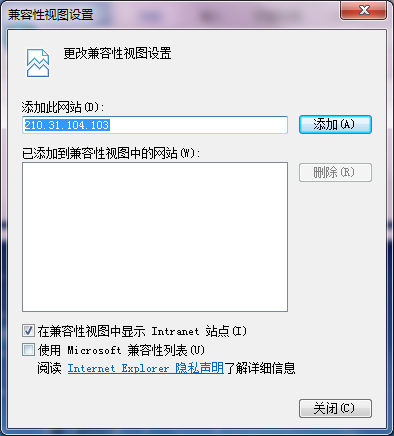 兼容性视图设置
更改兼容性视图设置
添加此网站(D):
210.31.104.103
添加(A)
已添加到兼容性视图中的网站(W):
删除(R)
在兼容性视图中显示 Intranet 站点(I)
使用 Microsoft 兼容性列表(U)
阅读 Internet Explorer 隐私声明了解详细信息
关闭(C)